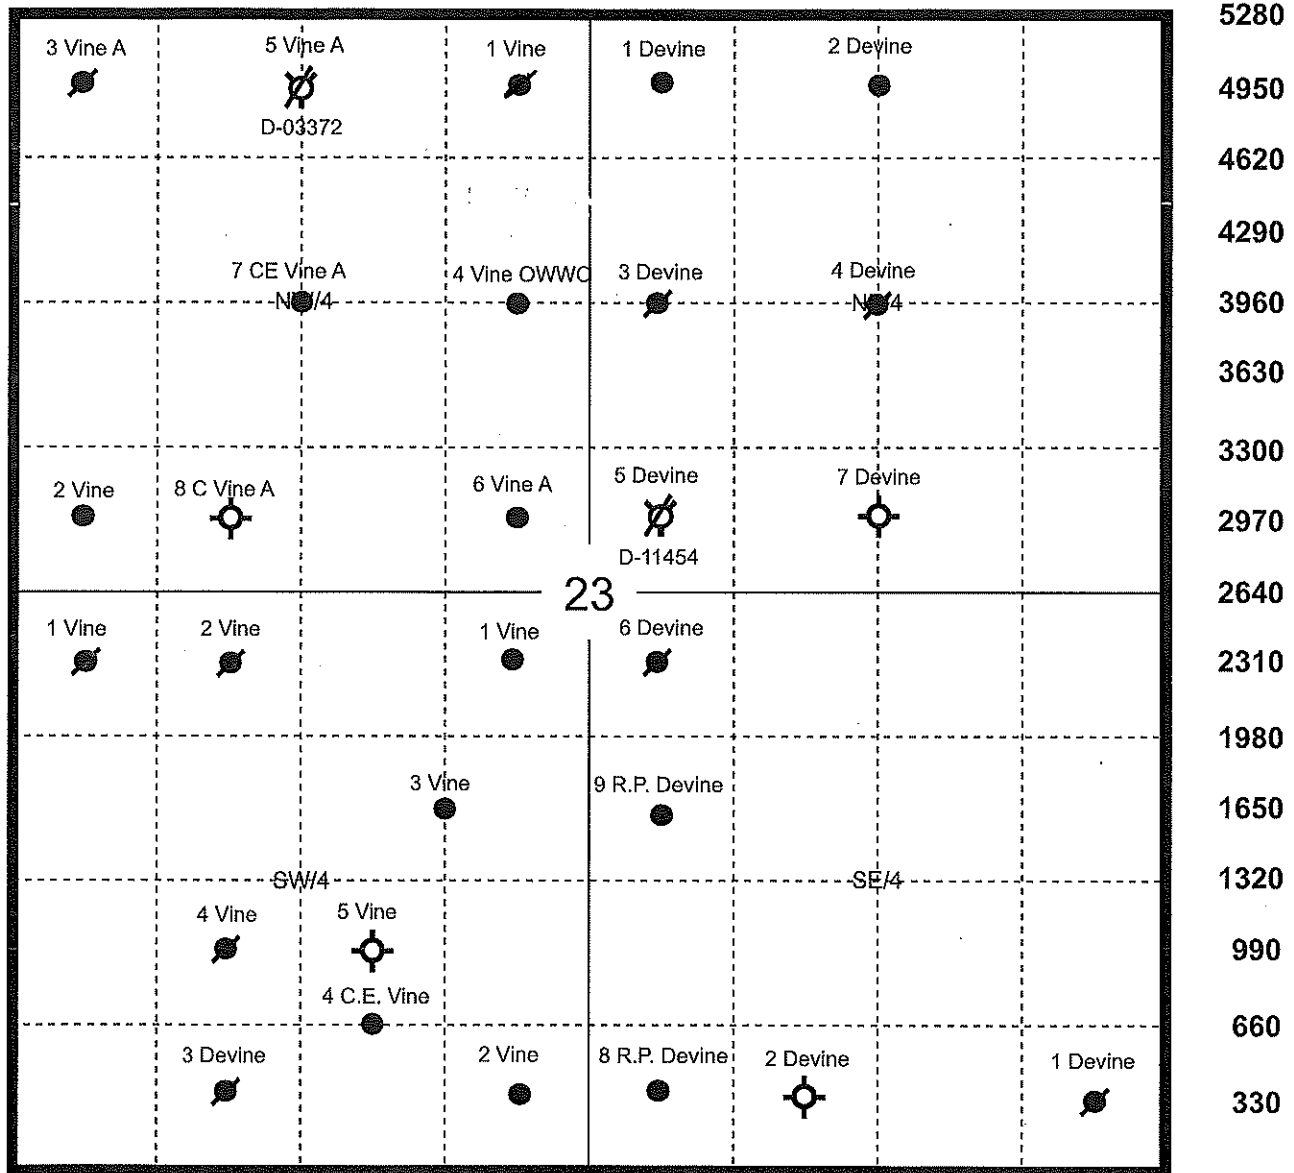 5280
3 Vine A
5 Vine A
1 Vine
1 Devine
2 Devine
4950
D-03372
4620
4290
7 CE Vine A
4 Vine OWWO
3 Devine
4 Devine
NW/4
NE/4
3960
3630
3300
2 Vine
8 C Vine A
6 Vine A
5 Devine
7 Devine
2970
D-11454
23
2640
1 Vine
2 Vine
1 Vine
6 Devine
2310
1980
3 Vine
9 R.P. Devine
1650
SW/4
SE/4
1320
4 Vine
5 Vine
990
4 C.E. Vine
660
3 Devine
2 Vine
8 R.P. Devine
2 Devine
1 Devine
330